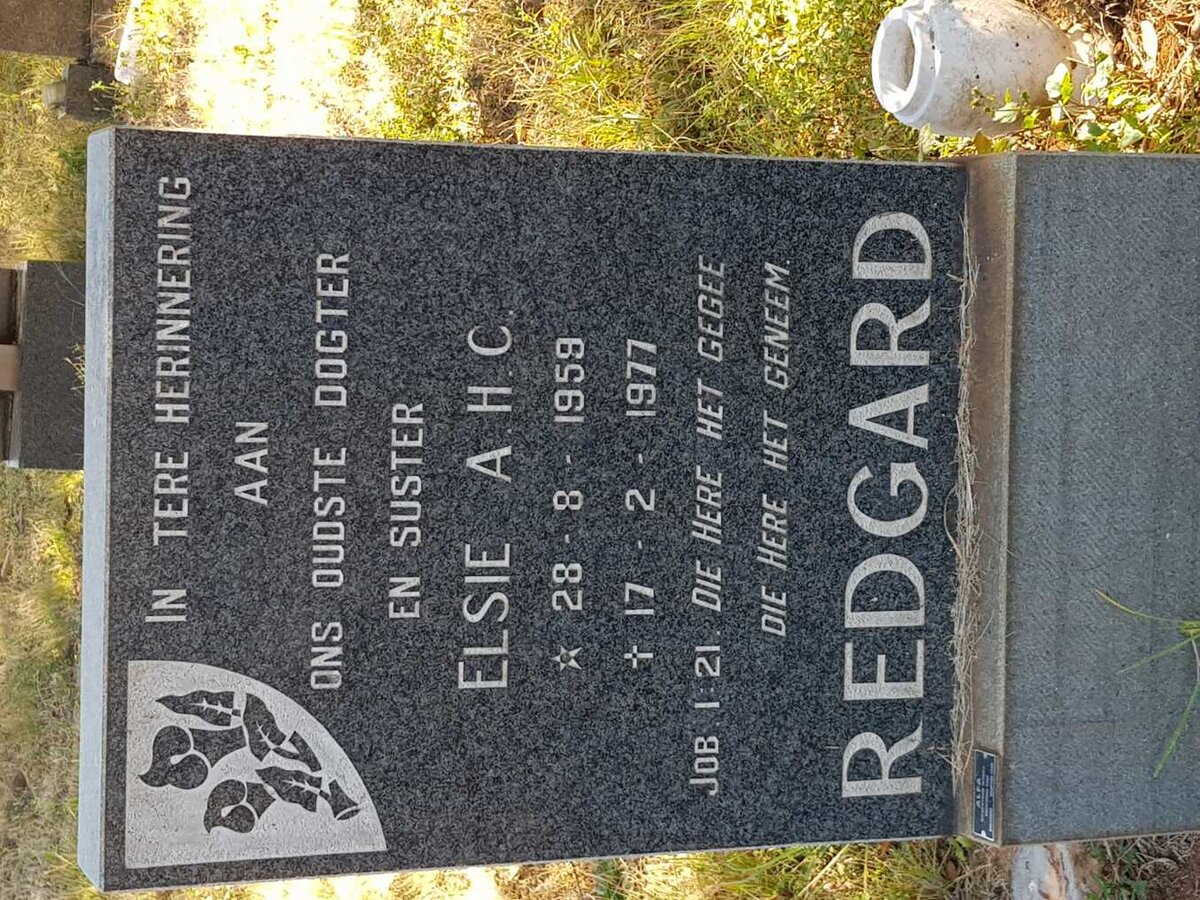 IN TERE HERINNERING
AAN
ONS OUDSTE DOGTER
EN SUSTER
ELSIE A.H.C.
28-8-1959
17-2-1977
JOB 1:21. DIE HERE HET GEGEE
DIE HERE HET GENEEM.
REDGARD